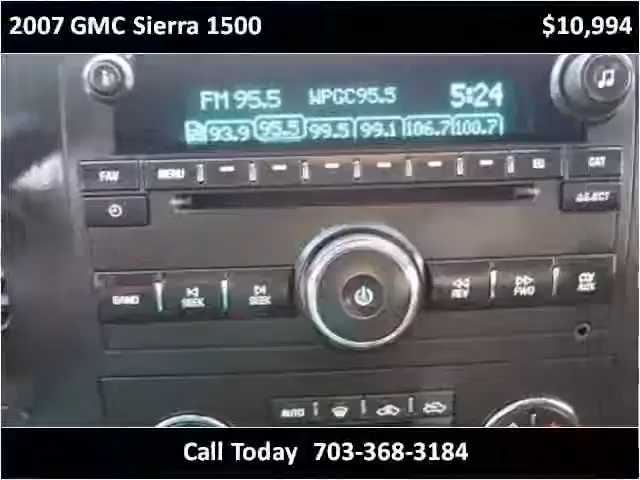 2007 GMC Sierra 1500 $10,994
FM 95.5 WPGC95.5 5:24
93.9 95.5 99.5 99.1 106.7 100.7
FAV MENU EQ CAT
EJECT
BAND SEEK SEEK REV FWD CD/AUX
AUTO
Call Today 703-368-3184